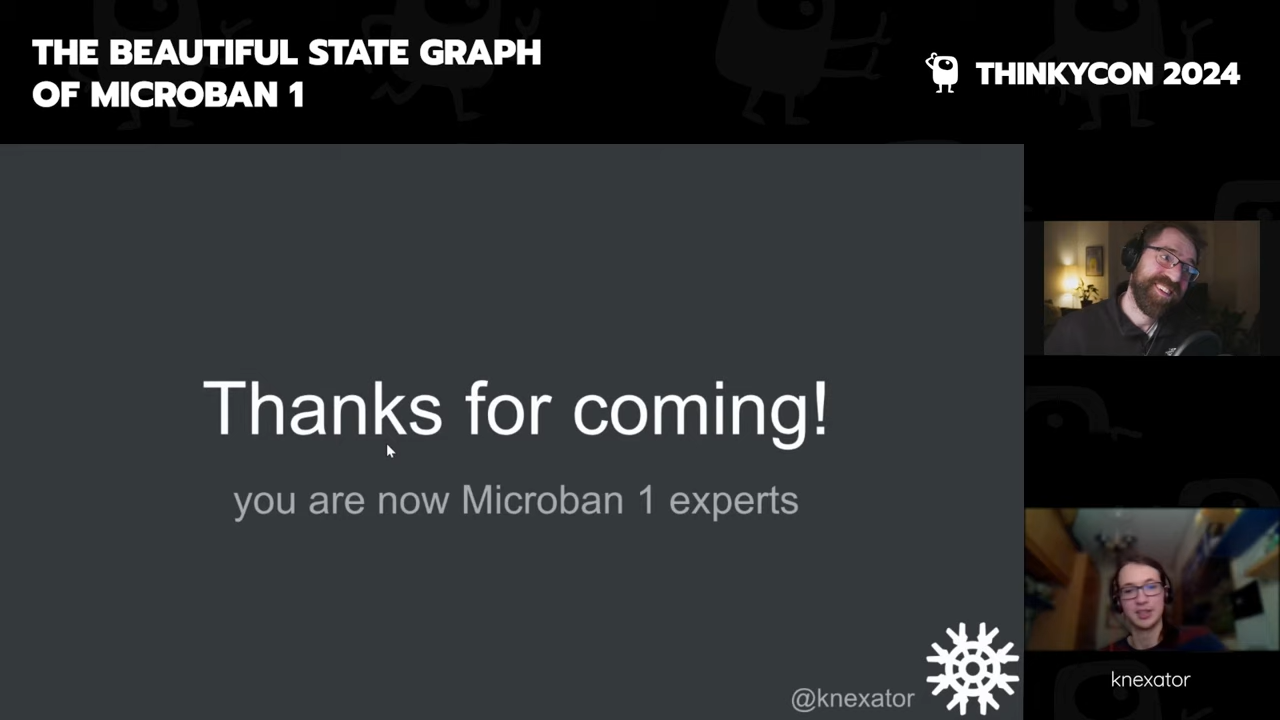 THE BEAUTIFUL STATE GRAPH
OF MICROBAN 1
THINKYCON 2024
Thanks for coming!
you are now Microban 1 experts
@knexator
knexator